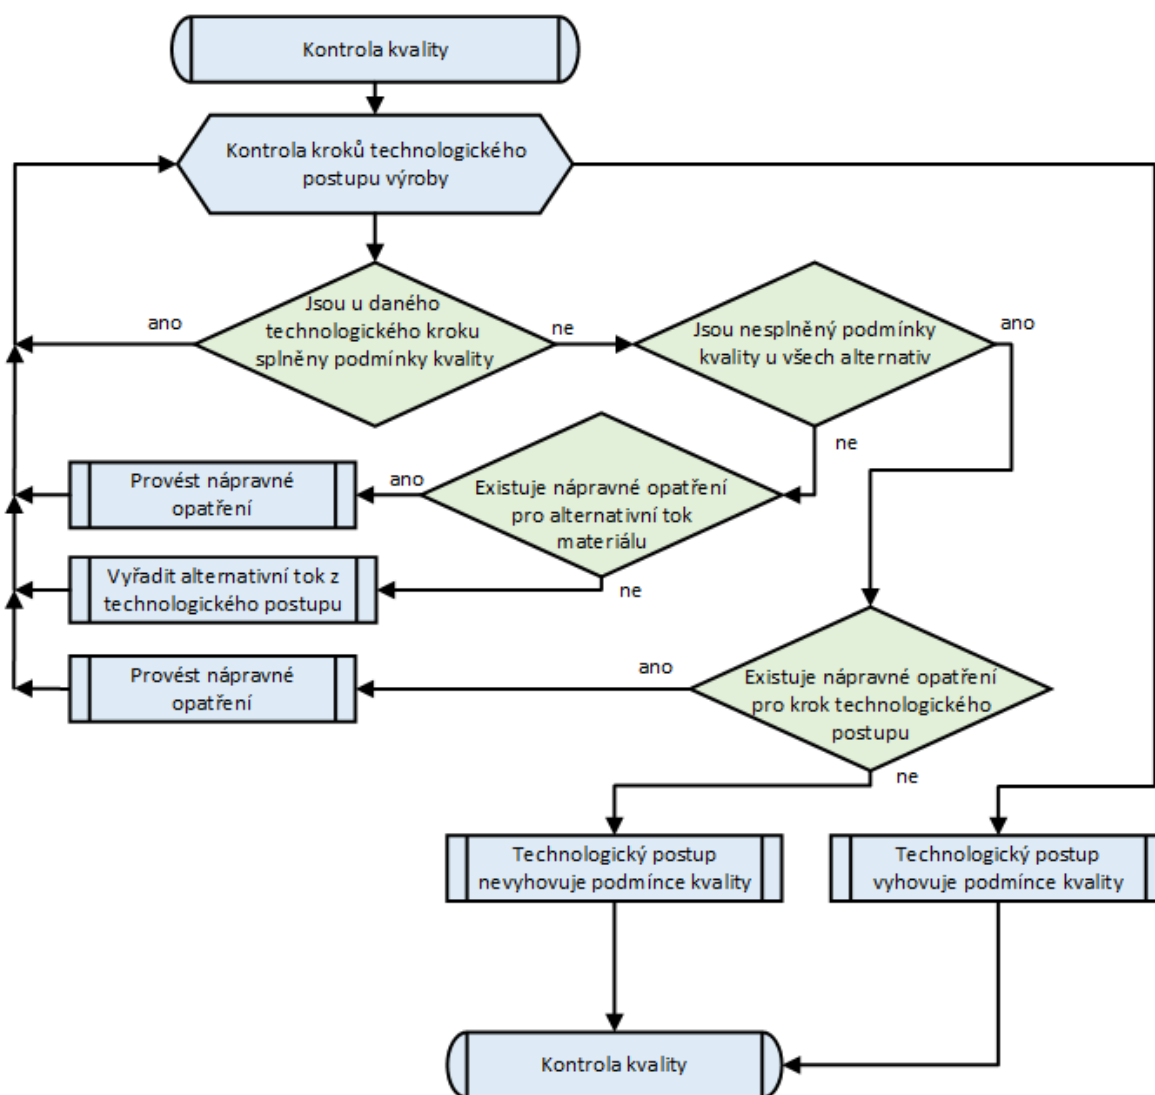 Kontrola kvality
Kontrola kroků technologického
postupu výroby
Jsou u daného
technologického kroku
splněny podmínky kvality
ano
ne
Jsou nesplněný podmínky
kvality u všech alternativ
ano
ne
Existuje nápravné opatření
pro alternativní tok
materiálu
ano
ne
Provést nápravné
opatření
Vyřadit alternativní tok z
technologického postupu
Provést nápravné
opatření
ano
Existuje nápravné opatření
pro krok technologického
postupu
ne
Technologický postup
nevyhovuje podmínce kvality
Technologický postup
vyhovuje podmínce kvality
Kontrola kvality